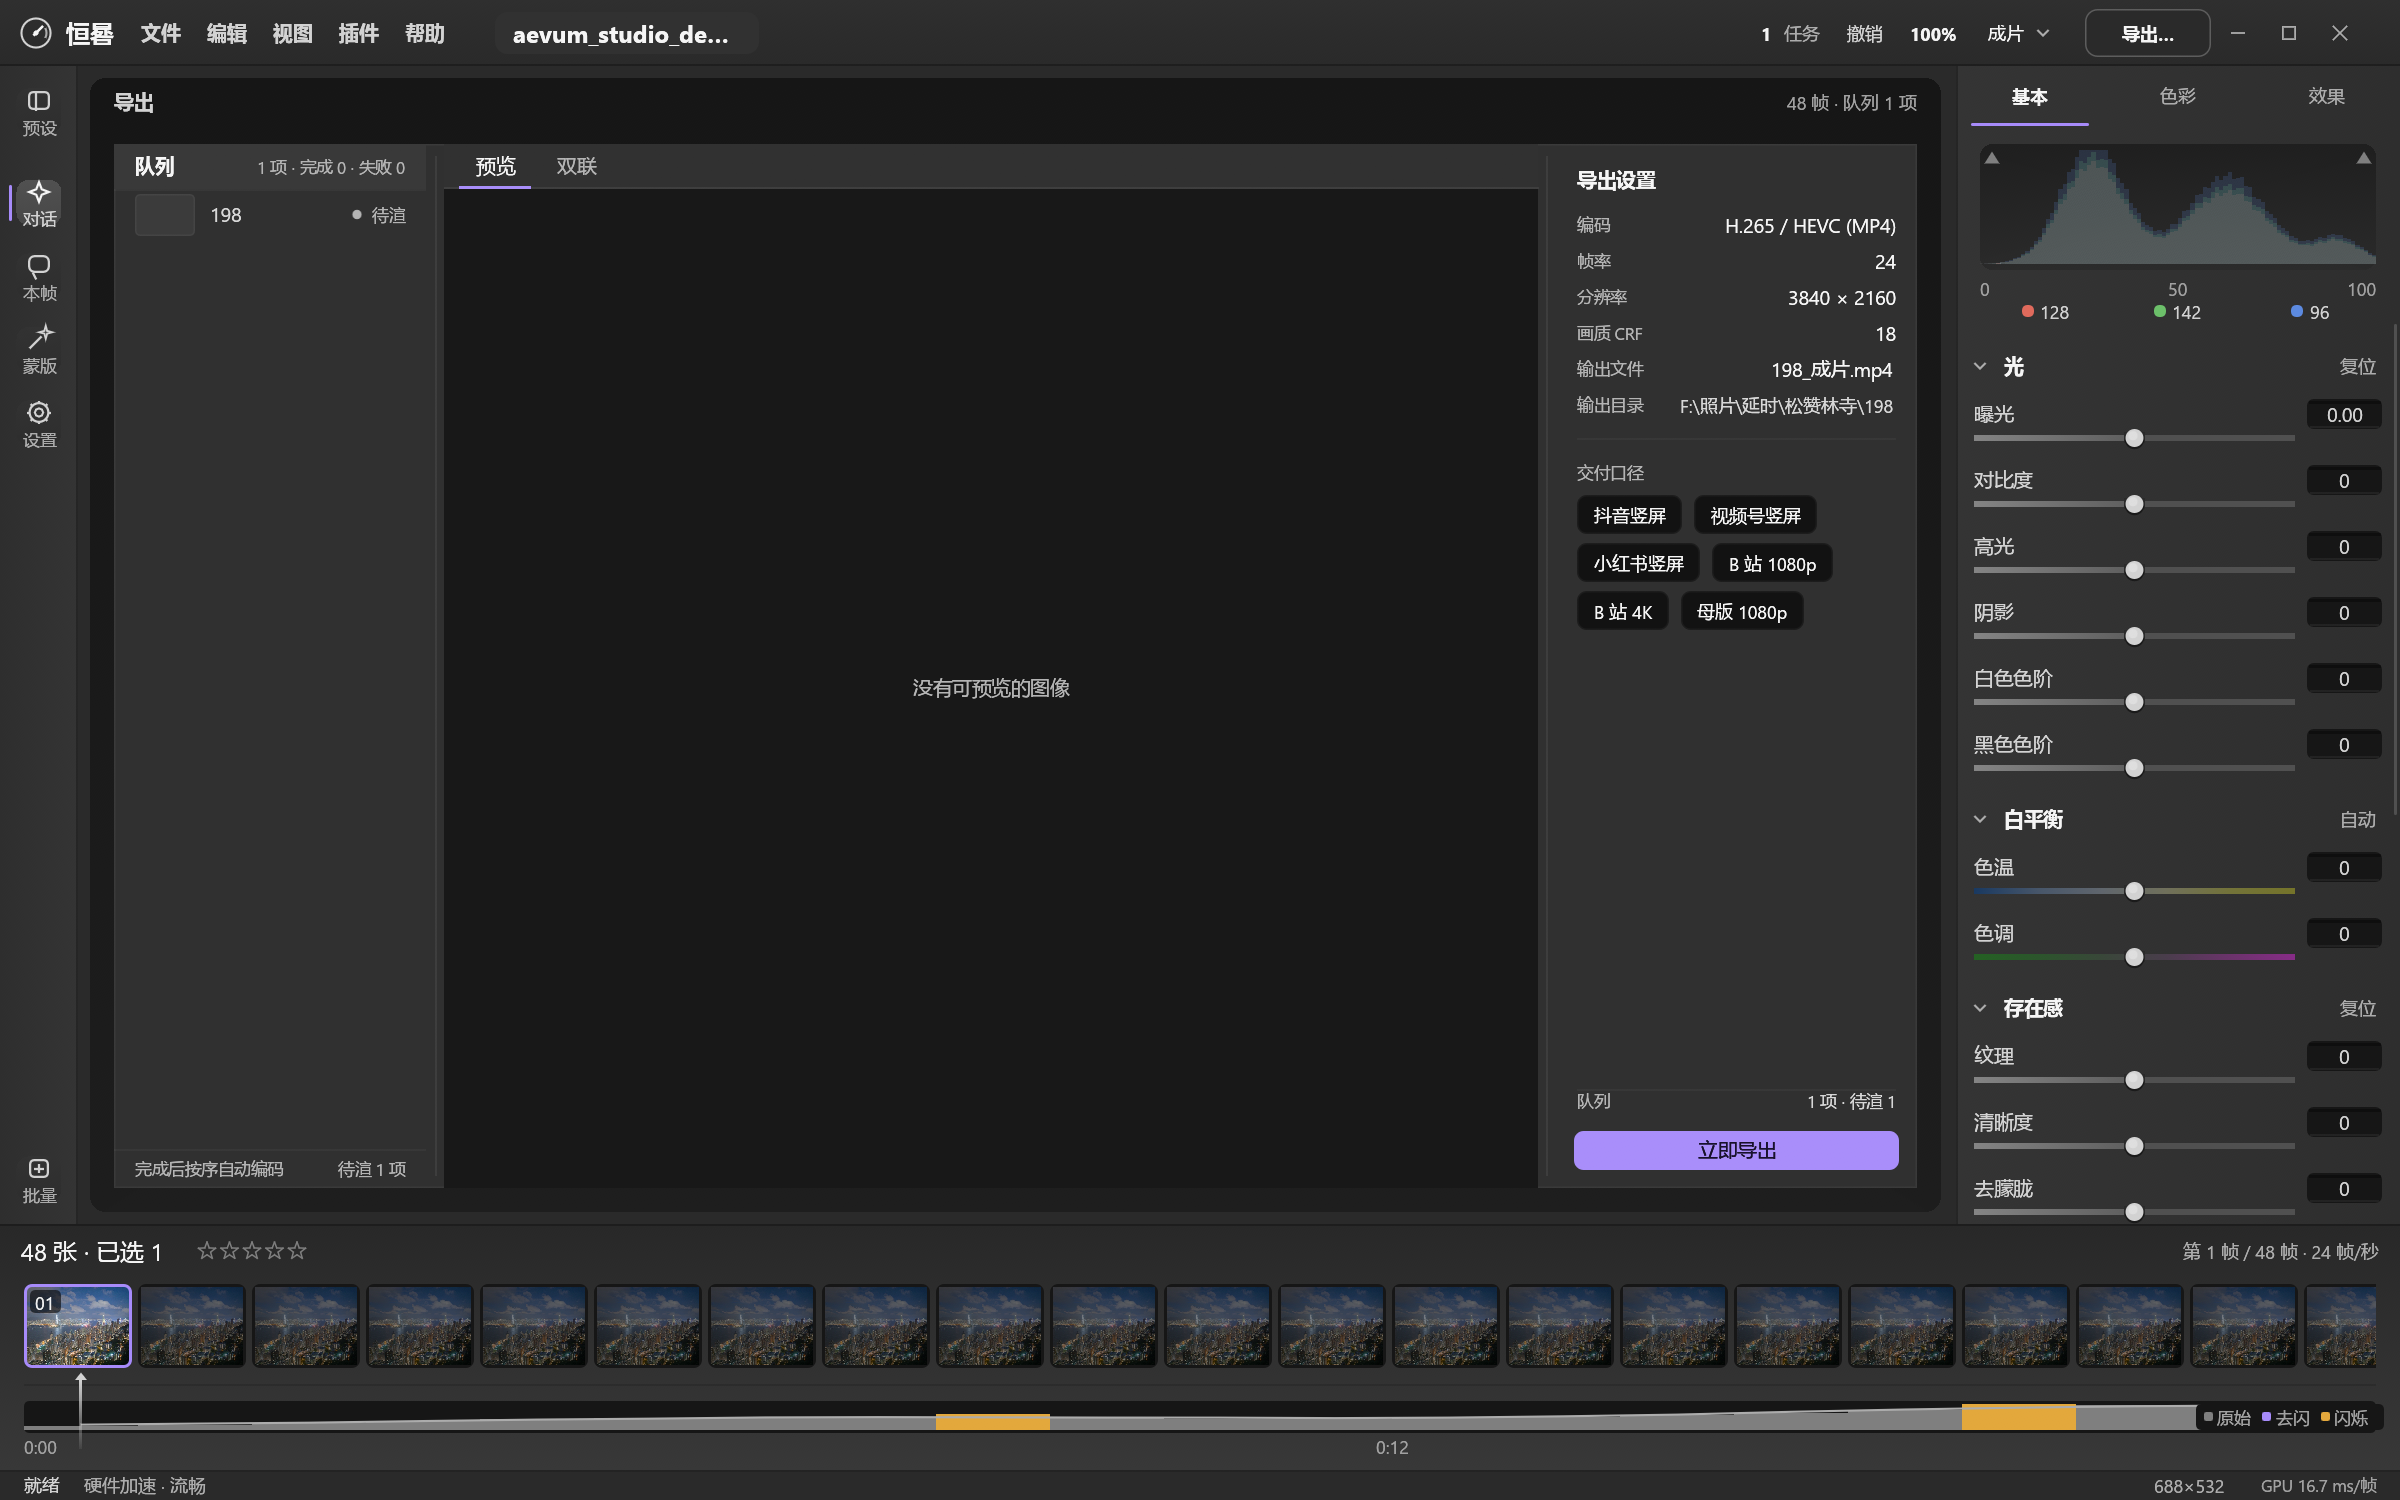 恒晷 文件 编辑 视图 插件 帮助 aevum_studio_de... 1 任务 撤销 100% 成片 导出...
预设
对话
本帧
蒙版
设置
批量
导出 48 帧 · 队列 1 项
队列 1 项 · 完成 0 · 失败 0
198 待渲
完成后按序自动编码 待渲 1 项
预览 双联
没有可预览的图像
导出设置
编码 H.265 / HEVC (MP4)
帧率 24
分辨率 3840 × 2160
画质 CRF 18
输出文件 198_成片.mp4
输出目录 F:\照片\延时\松赞林寺\198
交付口径
抖音竖屏 视频号竖屏
小红书竖屏 B 站 1080p
B 站 4K 母版 1080p
队列 1 项 · 待渲 1
立即导出
基本 色彩 效果
0 50 100
128 142 96
光 复位
曝光 0.00
对比度 0
高光 0
阴影 0
白色色阶 0
黑色色阶 0
白平衡 自动
色温 0
色调 0
存在感 复位
纹理 0
清晰度 0
去朦胧 0
48 张 · 已选 1 ☆☆☆☆☆ 第 1 帧 / 48 帧 · 24 帧/秒
01
原始 去闪 闪烁
0:00 0:12
就绪 硬件加速 · 流畅 688×532 GPU 16.7 ms/帧